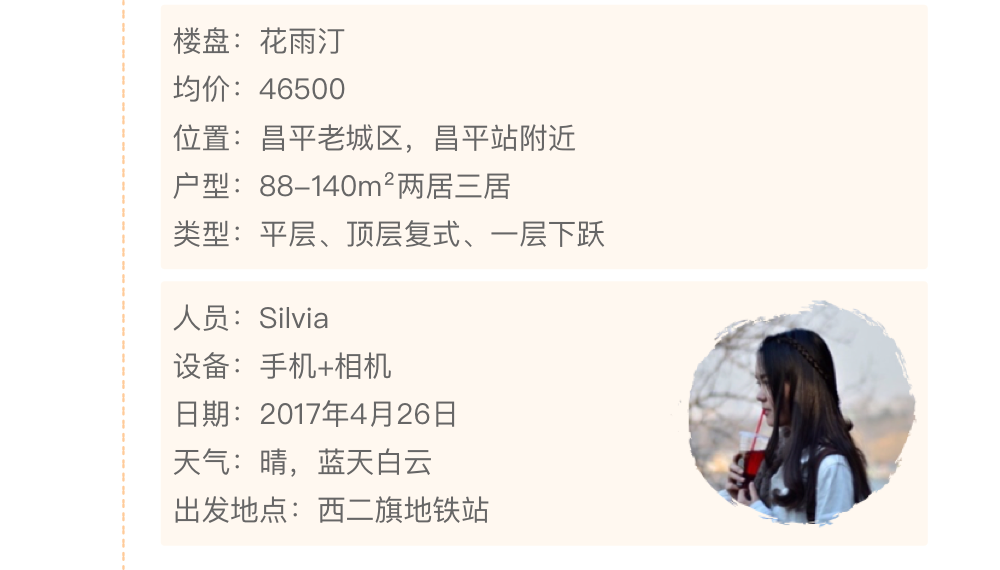 楼盘：花雨汀
均价：46500
位置：昌平老城区，昌平站附近
户型：88-140m²两居三居
类型：平层、顶层复式、一层下跃
人员：Silvia
设备：手机+相机
日期：2017年4月26日
天气：晴，蓝天白云
出发地点：西二旗地铁站